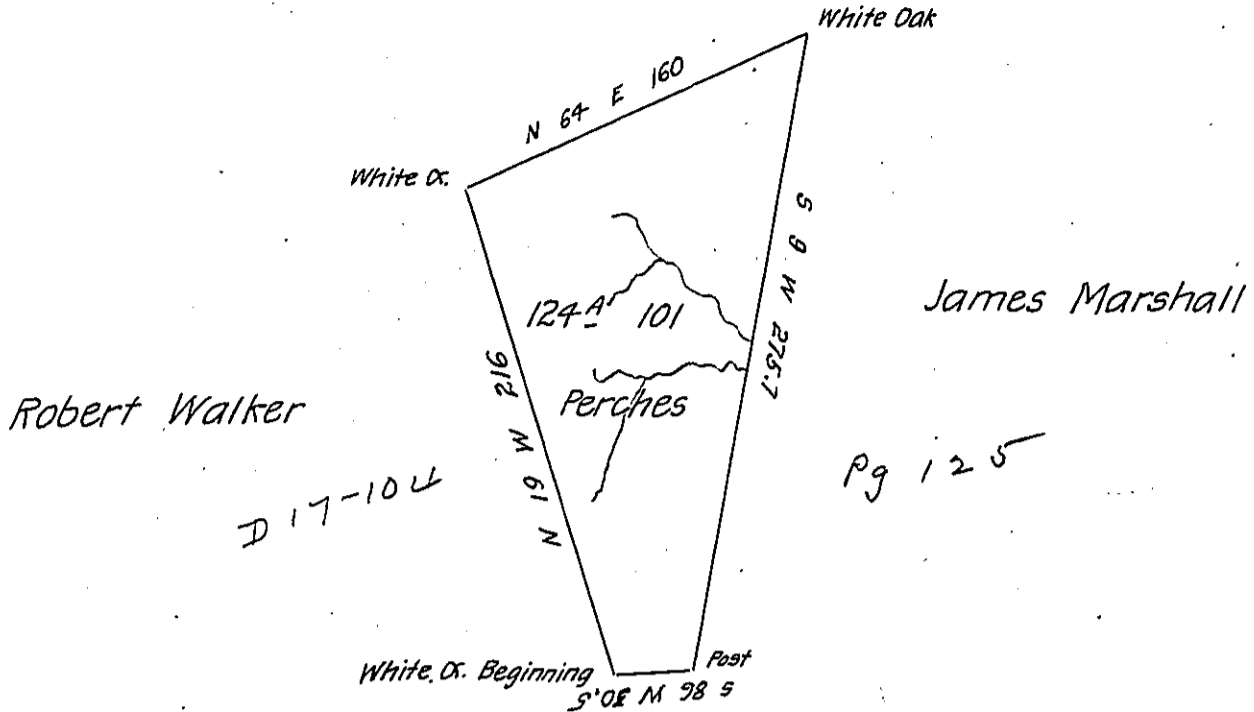 White Oak
N 64 E 160
White O.
S 9 W 275.7
James Marshall
124 A 101
N 19 W 216
Perches
Robert Walker
Pg 125
D 17-104
White O. Beginning
Post
S 86 W 30.5